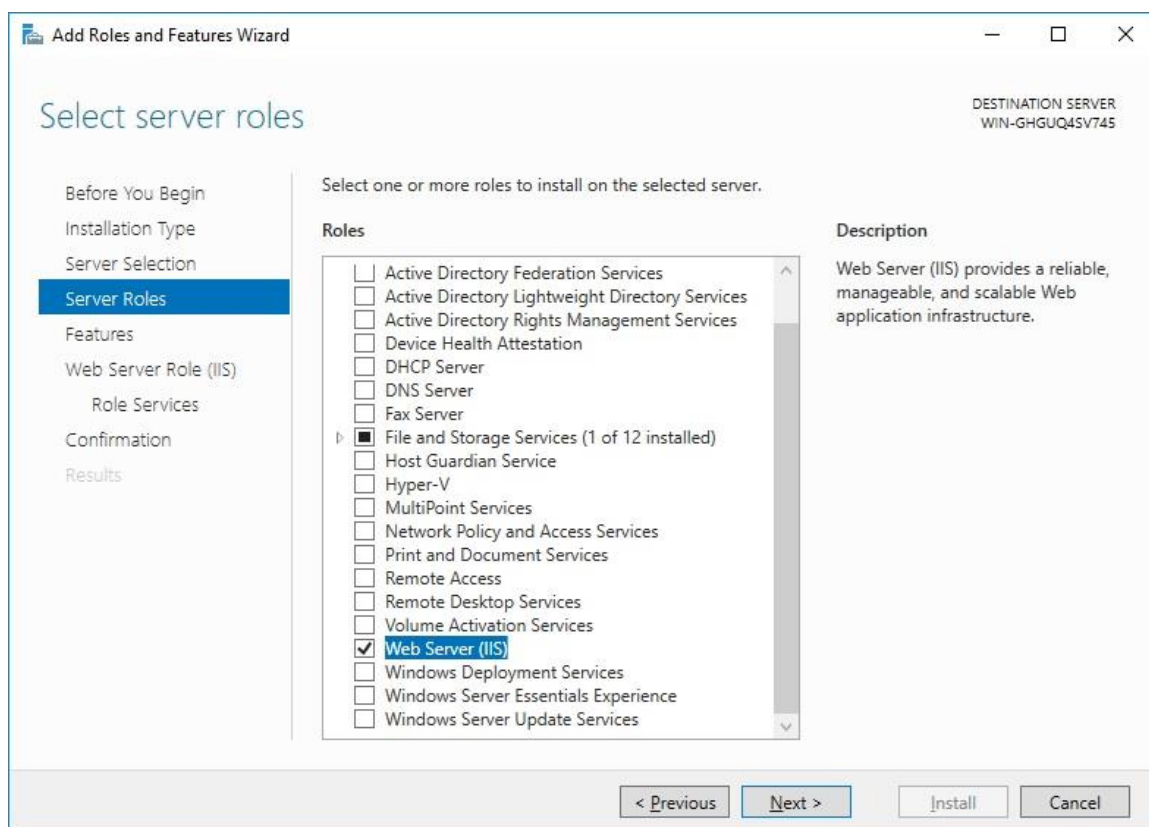 Add Roles and Features Wizard
Select server roles
DESTINATION SERVER
WIN-GHGUQ4SV745
Before You Begin
Installation Type
Server Selection
Server Roles
Features
Web Server Role (IIS)
Role Services
Confirmation
Results
Select one or more roles to install on the selected server.
Roles
Active Directory Federation Services
Active Directory Lightweight Directory Services
Active Directory Rights Management Services
Device Health Attestation
DHCP Server
DNS Server
Fax Server
File and Storage Services (1 of 12 installed)
Host Guardian Service
Hyper-V
MultiPoint Services
Network Policy and Access Services
Print and Document Services
Remote Access
Remote Desktop Services
Volume Activation Services
Web Server (IIS)
Windows Deployment Services
Windows Server Essentials Experience
Windows Server Update Services
Description
Web Server (IIS) provides a reliable,
manageable, and scalable Web
application infrastructure.
< Previous
Next >
Install
Cancel